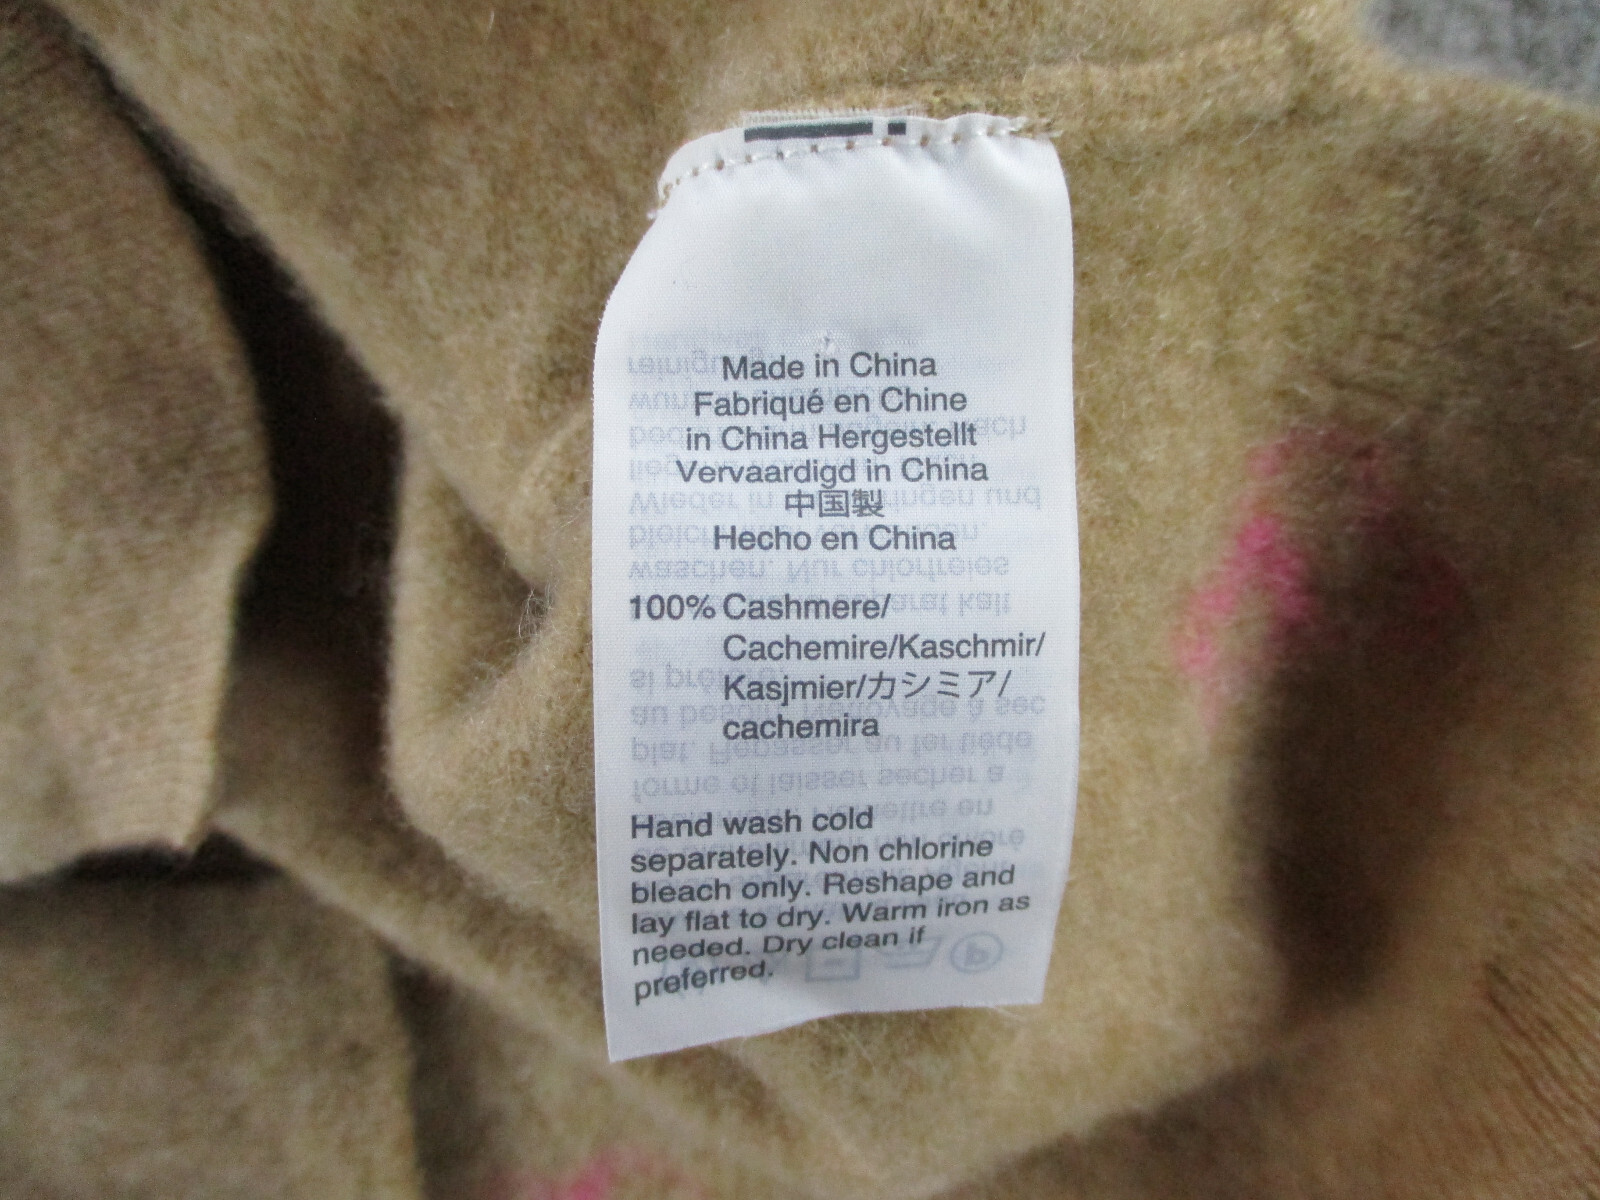 Made in China
Fabriqué en Chine
in China Hergestellt
Vervaardigd in China
中国製
Hecho en China
100% Cashmere/
Cachemire/Kaschmir/
Kasjmier/カシミア/
cachemira
Hand wash cold
separately. Non chlorine
bleach only. Reshape and
lay flat to dry. Warm iron as
needed. Dry clean if
preferred.